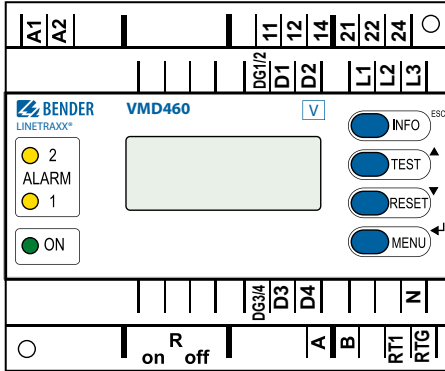 A1 A2 11 12 14 21 22 24
DG1/2 D1 D2 L1 L2 L3
BENDER VMD460 V
LINETRAXX®
INFO ESC
2
TEST
ALARM
1
RESET
ON
MENU
DG3/4 D3 D4 N
R
on off
A B RT1 RTG